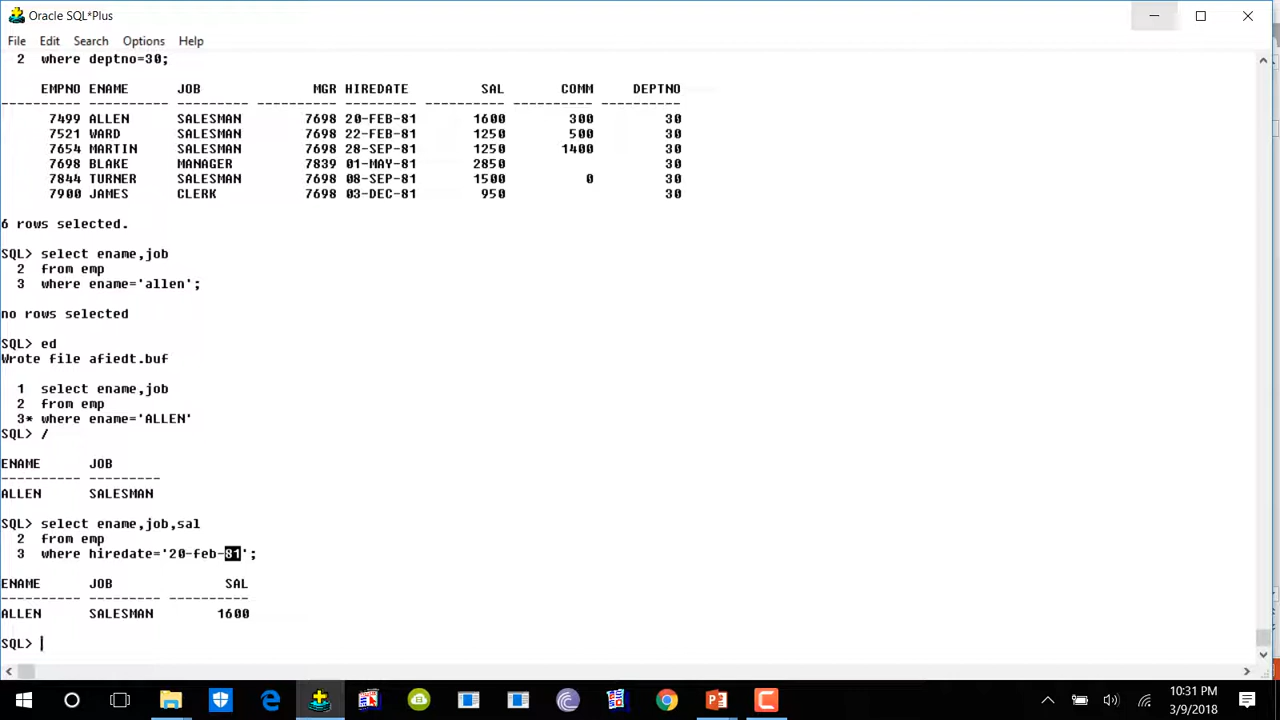 Oracle SQL*Plus
File Edit Search Options Help
2 where deptno=30;
EMPNO ENAME JOB MGR HIREDATE SAL COMM DEPTNO
---------- ---------- --------- ---------- --------- ---------- ---------- ----------
7499 ALLEN SALESMAN 7698 20-FEB-81 1600 300 30
7521 WARD SALESMAN 7698 22-FEB-81 1250 500 30
7654 MARTIN SALESMAN 7698 28-SEP-81 1250 1400 30
7698 BLAKE MANAGER 7839 01-MAY-81 2850 30
7844 TURNER SALESMAN 7698 08-SEP-81 1500 0 30
7900 JAMES CLERK 7698 03-DEC-81 950 30
6 rows selected.
SQL> select ename,job
2 from emp
3 where ename='allen';
no rows selected
SQL> ed
Wrote file afiedt.buf
1 select ename,job
2 from emp
3* where ename='ALLEN'
SQL> /
ENAME JOB
---------- ---------
ALLEN SALESMAN
SQL> select ename,job,sal
2 from emp
3 where hiredate='20-feb-81';
ENAME JOB SAL
---------- --------- ----------
ALLEN SALESMAN 1600
SQL>
10:31 PM
3/9/2018